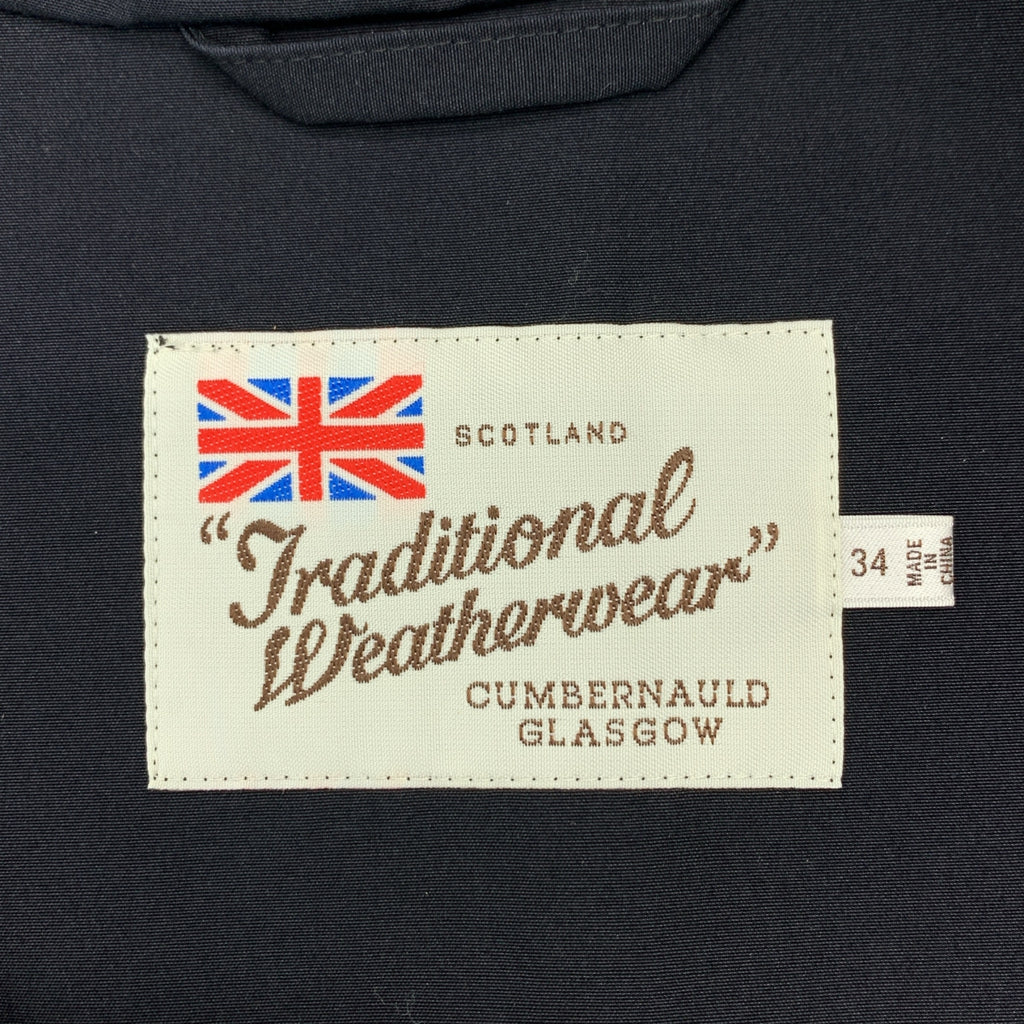 SCOTLAND
“Traditional
Weatherwear”
CUMBERNAULD
GLASGOW
34
MADE
IN
CHINA